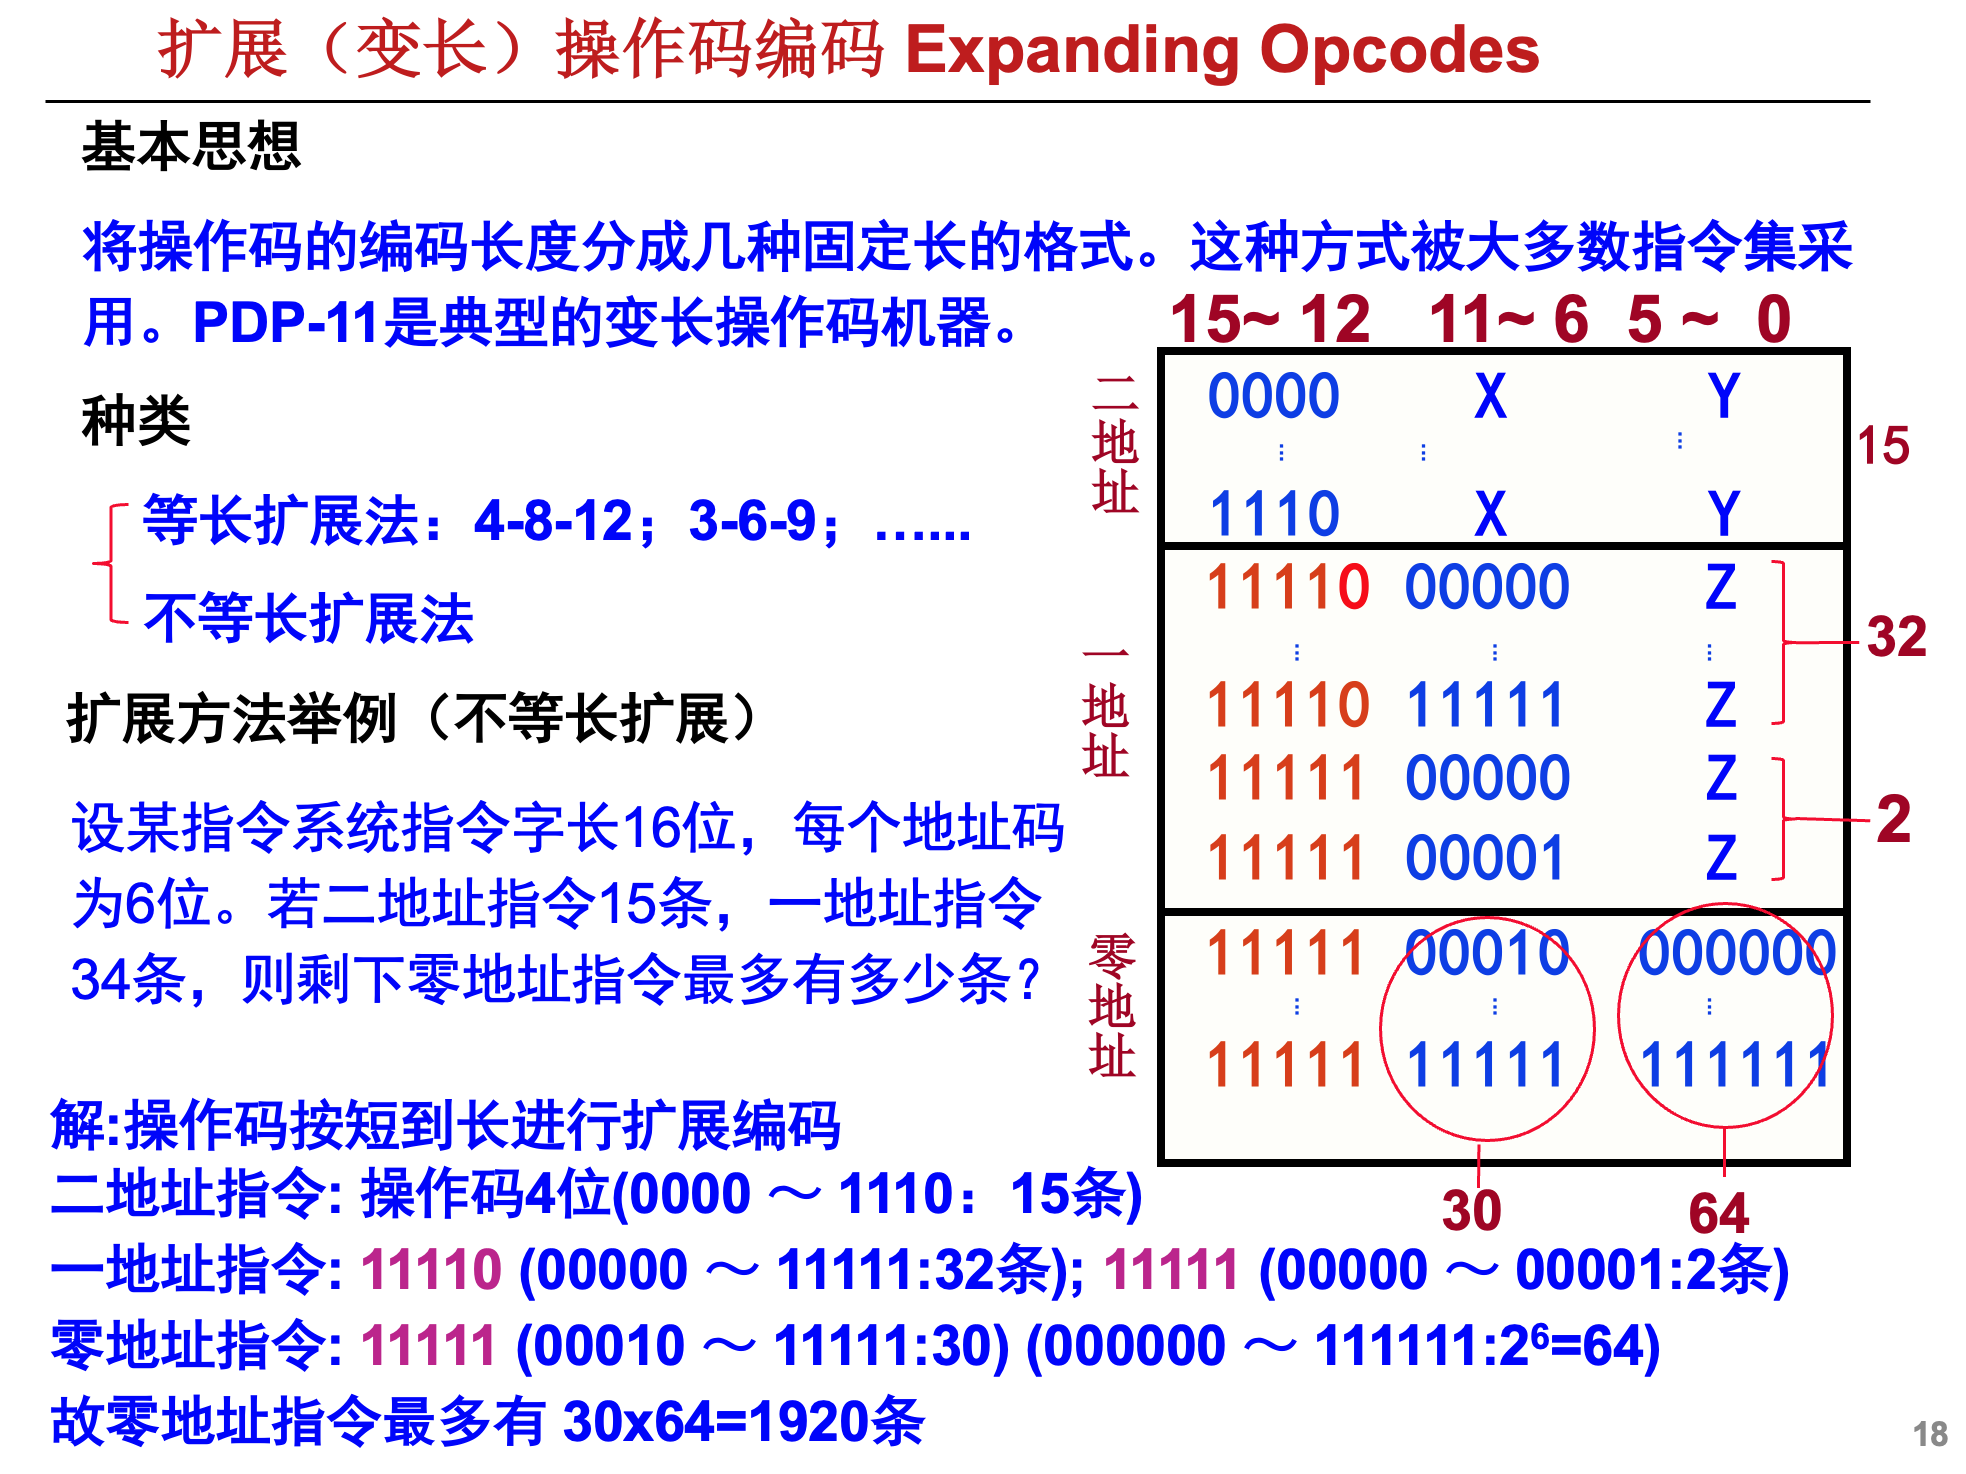 扩展（变长）操作码编码 Expanding Opcodes
基本思想
将操作码的编码长度分成几种固定长的格式。这种方式被大多数指令集采
用。PDP-11是典型的变长操作码机器。
种类
等长扩展法：4-8-12；3-6-9；…...
不等长扩展法
扩展方法举例（不等长扩展）
设某指令系统指令字长16位，每个地址码
为6位。若二地址指令15条，一地址指令
34条，则剩下零地址指令最多有多少条？
15~ 12 11~ 6 5 ~ 0
二地址
0000 X Y
⋮ ⋮ ⋮
1110 X Y
15
一地址
11110 00000 Z
⋮ ⋮ ⋮
11110 11111 Z
32
11111 00000 Z
11111 00001 Z
2
零地址
11111 00010 000000
⋮ ⋮ ⋮
11111 11111 111111
30 64
解:操作码按短到长进行扩展编码
二地址指令: 操作码4位(0000 ～ 1110：15条)
一地址指令: 11110 (00000 ～ 11111:32条); 11111 (00000 ～ 00001:2条)
零地址指令: 11111 (00010 ～ 11111:30) (000000 ～ 111111:2⁶=64)
故零地址指令最多有 30x64=1920条
18